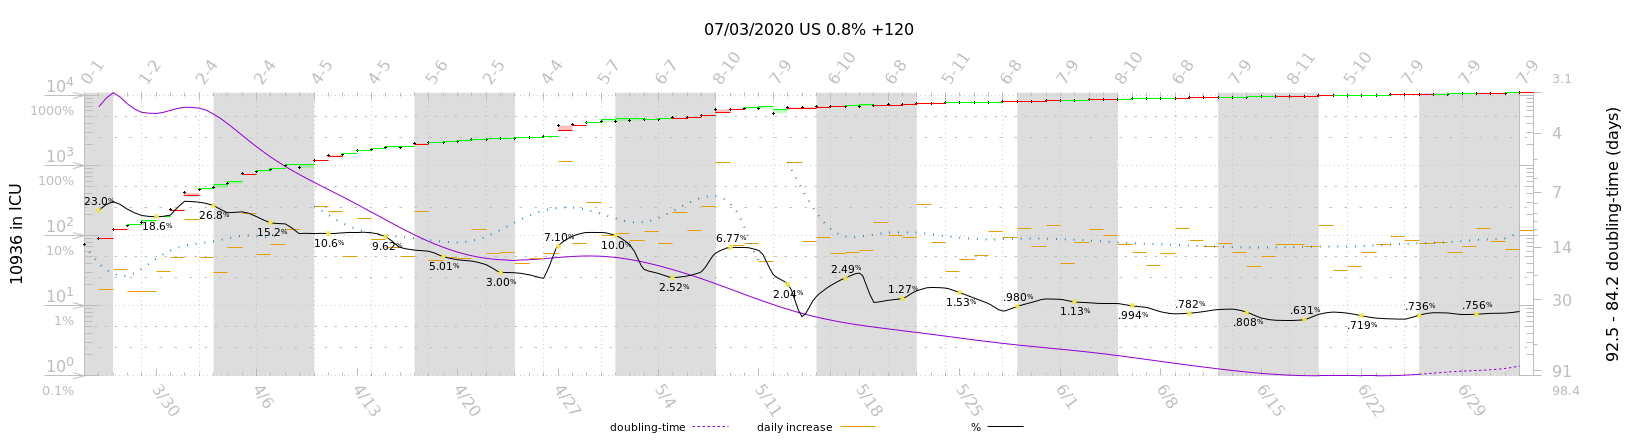 07/03/2020 US 0.8% +120
0-1 1-2 2-4 2-4 4-5 4-5 5-6 2-5 4-4 5-7 6-7 8-10 7-9 6-10 6-8 5-11 6-8 7-9 8-10 6-8 7-9 8-11 5-10 7-9 7-9 7-9
10⁴ 3.1
1000%
4
10³
100%
7
23.0% 18.6% 26.8% 15.2% 10.6% 9.62% 5.01% 3.00% 7.10% 10.0% 2.52% 6.77% 2.04% 2.49% 1.27% 1.53% .980% 1.13% .994% .782% .808% .631% .719% .736% .756%
10²
10% 14
10¹ 30
1%
10⁰ 91
0.1% 98.4
10936 in ICU
92.5 - 84.2 doubling-time (days)
3/30 4/6 4/13 4/20 4/27 5/4 5/11 5/18 5/25 6/1 6/8 6/15 6/22 6/29
doubling-time daily increase %